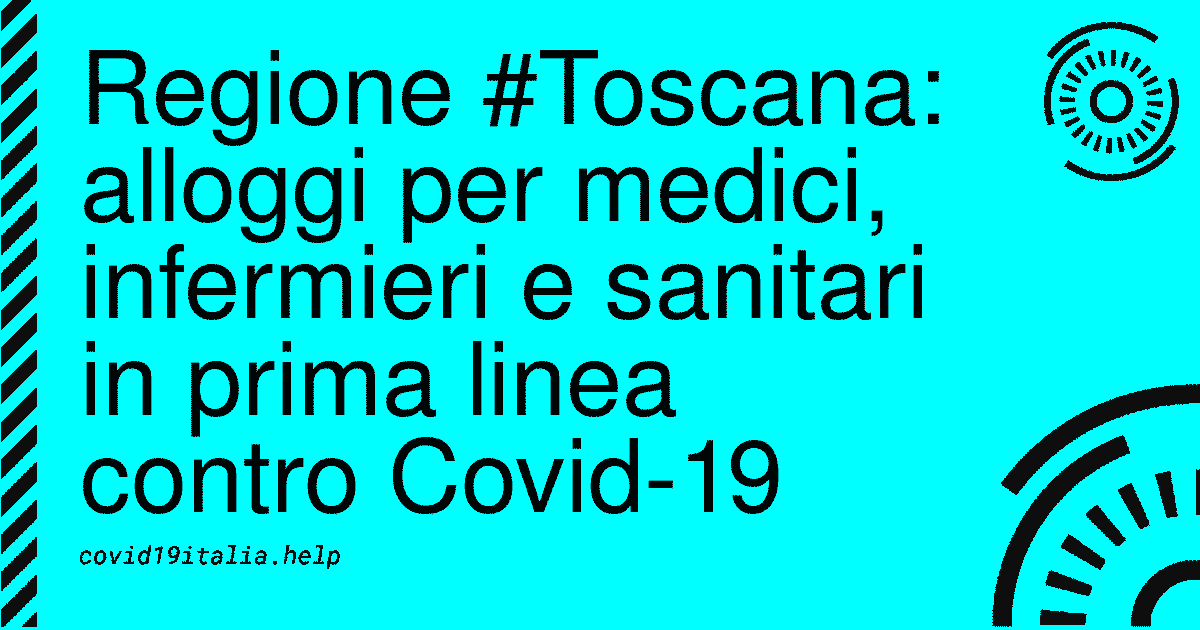 Regione #Toscana:
alloggi per medici,
infermieri e sanitari
in prima linea
contro Covid-19
covid19italia.help